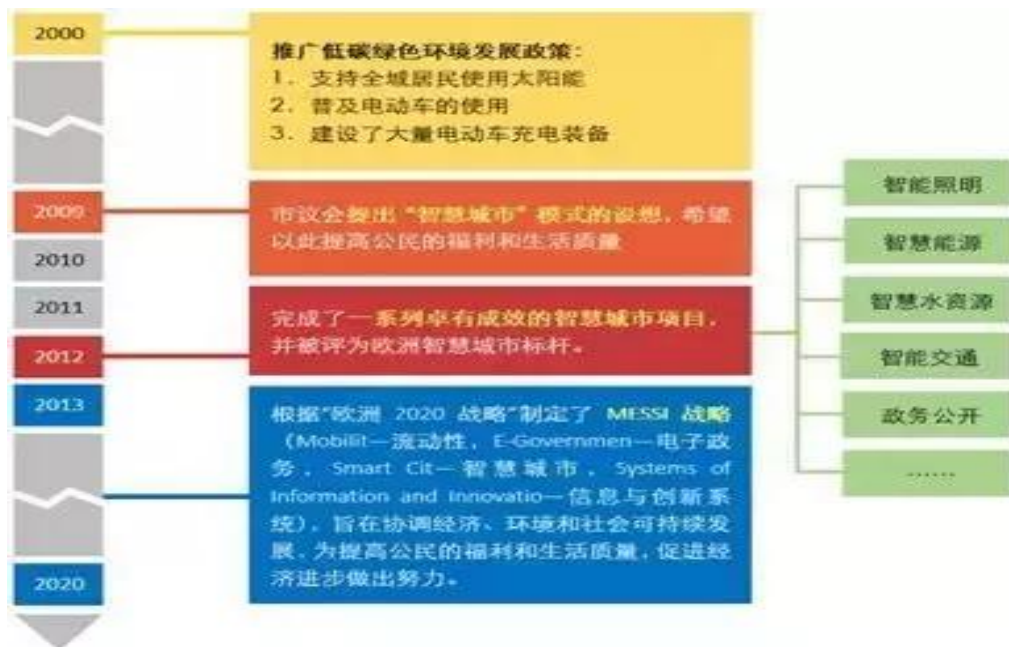 2000
推广低碳绿色环境发展政策：
1. 支持全城居民使用太阳能
2. 普及电动车的使用
3. 建设了大量电动车充电装备
2009
市议会提出“智慧城市”模式的设想，希望
以此提高公民的福利和生活质量
2010
2011
完成了一系列卓有成效的智慧城市项目，
并被评为欧洲智慧城市标杆。
2012
2013
根据“欧洲 2020 战略”制定了 MESSI 战略
（Mobilit—流动性，E-Governmen—电子政
务，Smart Cit—智慧城市，Systems of
Information and Innovatio—信息与创新系
统），旨在协调经济、环境和社会可持续发
展，为提高公民的福利和生活质量，促进经
济进步做出努力。
2020
智能照明
智慧能源
智慧水资源
智能交通
政务公开
……